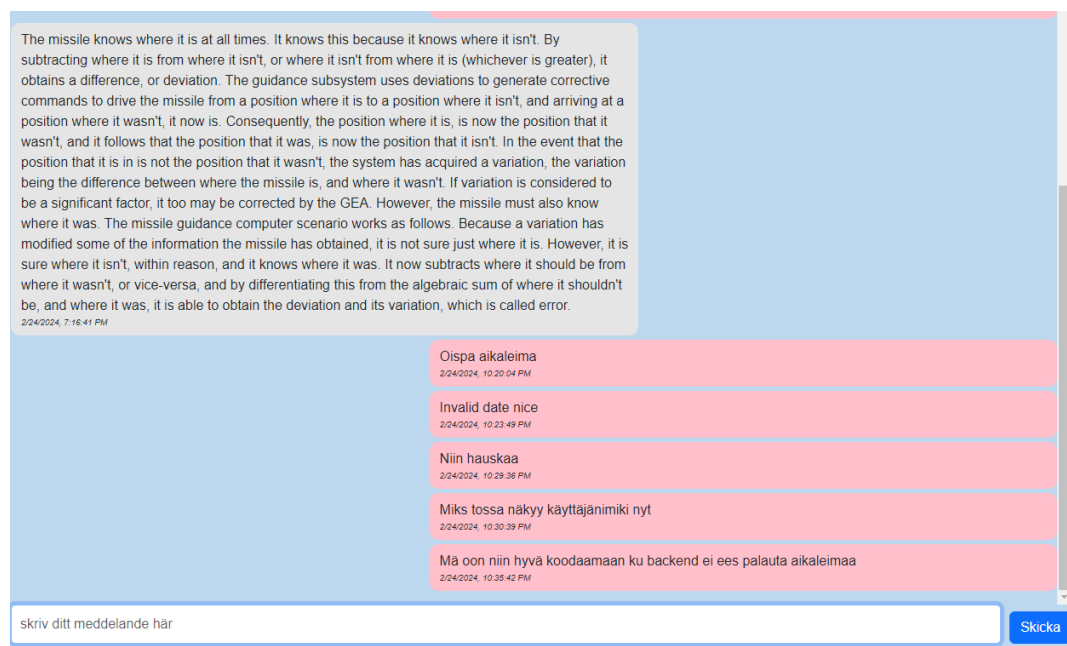 The missile knows where it is at all times. It knows this because it knows where it isn't. By
subtracting where it is from where it isn't, or where it isn't from where it is (whichever is greater), it
obtains a difference, or deviation. The guidance subsystem uses deviations to generate corrective
commands to drive the missile from a position where it is to a position where it isn't, and arriving at a
position where it wasn't, it now is. Consequently, the position where it is, is now the position that it
wasn't, and it follows that the position that it was, is now the position that it isn't. In the event that the
position that it is in is not the position that it wasn't, the system has acquired a variation, the variation
being the difference between where the missile is, and where it wasn't. If variation is considered to
be a significant factor, it too may be corrected by the GEA. However, the missile must also know
where it was. The missile guidance computer scenario works as follows. Because a variation has
modified some of the information the missile has obtained, it is not sure just where it is. However, it is
sure where it isn't, within reason, and it knows where it was. It now subtracts where it should be from
where it wasn't, or vice-versa, and by differentiating this from the algebraic sum of where it shouldn't
be, and where it was, it is able to obtain the deviation and its variation, which is called error.
2/24/2024, 7:16:41 PM
Oispa aikaleima
2/24/2024, 10:20:04 PM
Invalid date nice
2/24/2024, 10:23:49 PM
Niin hauskaa
2/24/2024, 10:29:36 PM
Miks tossa näkyy käyttäjänimiki nyt
2/24/2024, 10:30:39 PM
Mä oon niin hyvä koodaamaan ku backend ei ees palauta aikaleimaa
2/24/2024, 10:35:42 PM
skriv ditt meddelande här
Skicka